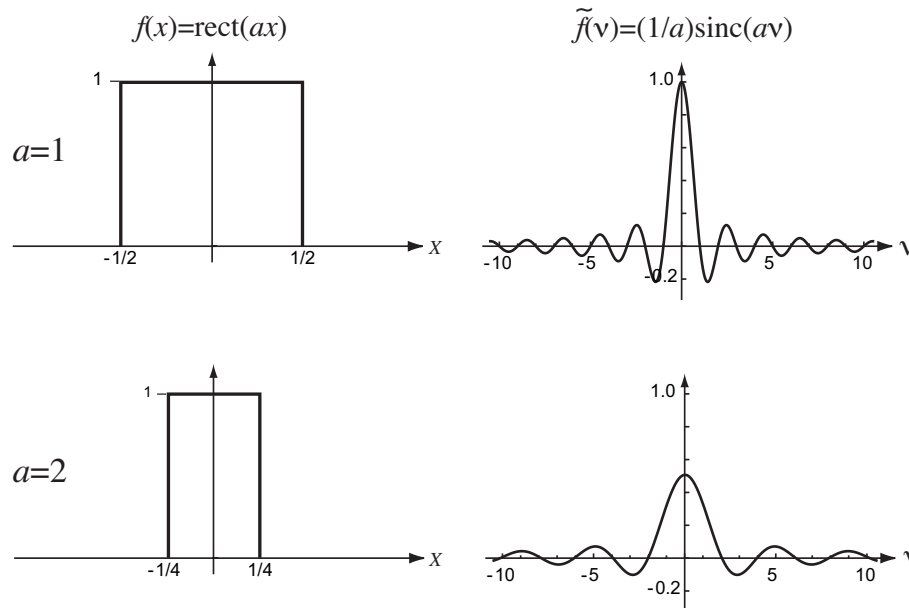 f(x)=rect(ax)
f̃(ν)=(1/a)sinc(aν)
a=1
1
-1/2
1/2
x
1.0
-10
-5
-0.2
5
10
ν
a=2
1
-1/4
1/4
x
1.0
-10
-5
-0.2
5
10
ν